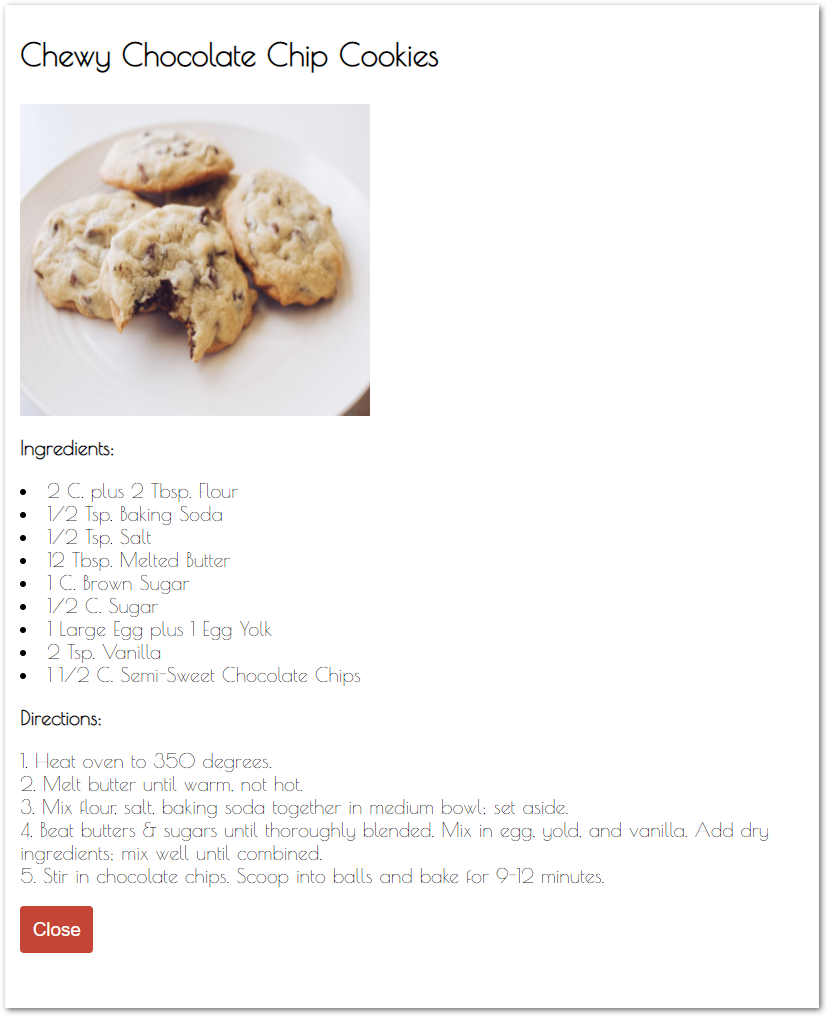 Chewy Chocolate Chip Cookies
Ingredients:
2 C. plus 2 Tbsp. Flour
1/2 Tsp. Baking Soda
1/2 Tsp. Salt
12 Tbsp. Melted Butter
1 C. Brown Sugar
1/2 C. Sugar
1 Large Egg plus 1 Egg Yolk
2 Tsp. Vanilla
1 1/2 C. Semi-Sweet Chocolate Chips
Directions:
1. Heat oven to 350 degrees.
2. Melt butter until warm, not hot.
3. Mix flour, salt, baking soda together in medium bowl; set aside.
4. Beat butters & sugars until thoroughly blended. Mix in egg, yold, and vanilla. Add dry
ingredients; mix well until combined.
5. Stir in chocolate chips. Scoop into balls and bake for 9-12 minutes.
Close